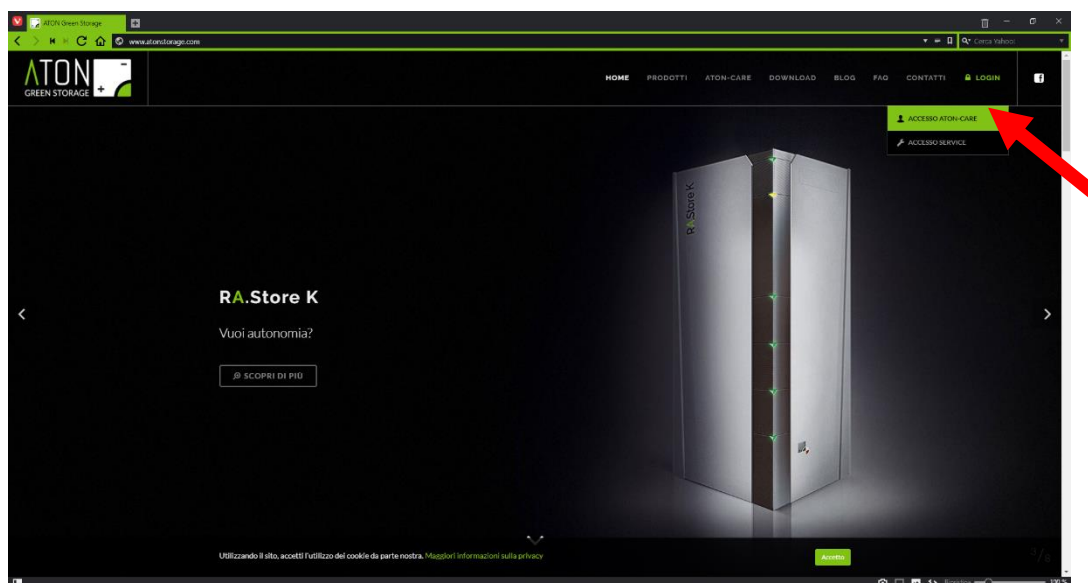 ATON Green Storage
www.atonstorage.com
Cerca Yahoo!
ATON
GREEN STORAGE
HOME PRODOTTI ATON-CARE DOWNLOAD BLOG FAQ CONTATTI LOGIN
ACCESSO ATON-CARE
ACCESSO SERVICE
RA.Store K
RA.Store K
Vuoi autonomia?
SCOPRI DI PIÙ
Utilizzando il sito, accetti l'utilizzo dei cookie da parte nostra. Maggiori informazioni sulla privacy
Accetto
100 %